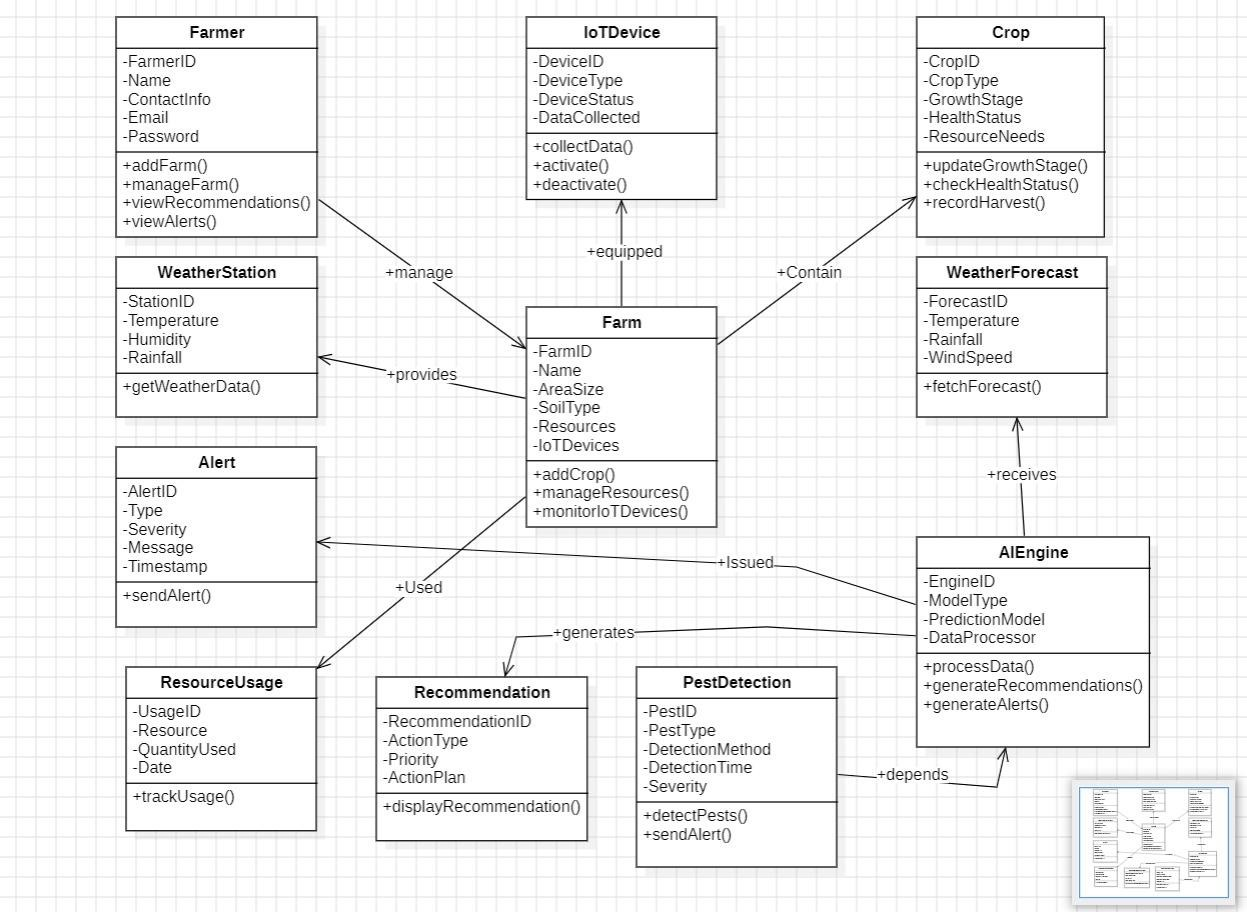 Farmer
-FarmerID
-Name
-ContactInfo
-Email
-Password
+addFarm()
+manageFarm()
+viewRecommendations()
+viewAlerts()
IoTDevice
-DeviceID
-DeviceType
-DeviceStatus
-DataCollected
+collectData()
+activate()
+deactivate()
Crop
-CropID
-CropType
-GrowthStage
-HealthStatus
-ResourceNeeds
+updateGrowthStage()
+checkHealthStatus()
+recordHarvest()
+manage
+equipped
+Contain
WeatherStation
-StationID
-Temperature
-Humidity
-Rainfall
+getWeatherData()
+provides
Farm
-FarmID
-Name
-AreaSize
-SoilType
-Resources
-IoTDevices
+addCrop()
+manageResources()
+monitorIoTDevices()
WeatherForecast
-ForecastID
-Temperature
-Rainfall
-WindSpeed
+fetchForecast()
+receives
Alert
-AlertID
-Type
-Severity
-Message
-Timestamp
+sendAlert()
+Used
+Issued
+generates
AIEngine
-EngineID
-ModelType
-PredictionModel
-DataProcessor
+processData()
+generateRecommendations()
+generateAlerts()
ResourceUsage
-UsageID
-Resource
-QuantityUsed
-Date
+trackUsage()
Recommendation
-RecommendationID
-ActionType
-Priority
-ActionPlan
+displayRecommendation()
PestDetection
-PestID
-PestType
-DetectionMethod
-DetectionTime
-Severity
+detectPests()
+sendAlert()
+depends